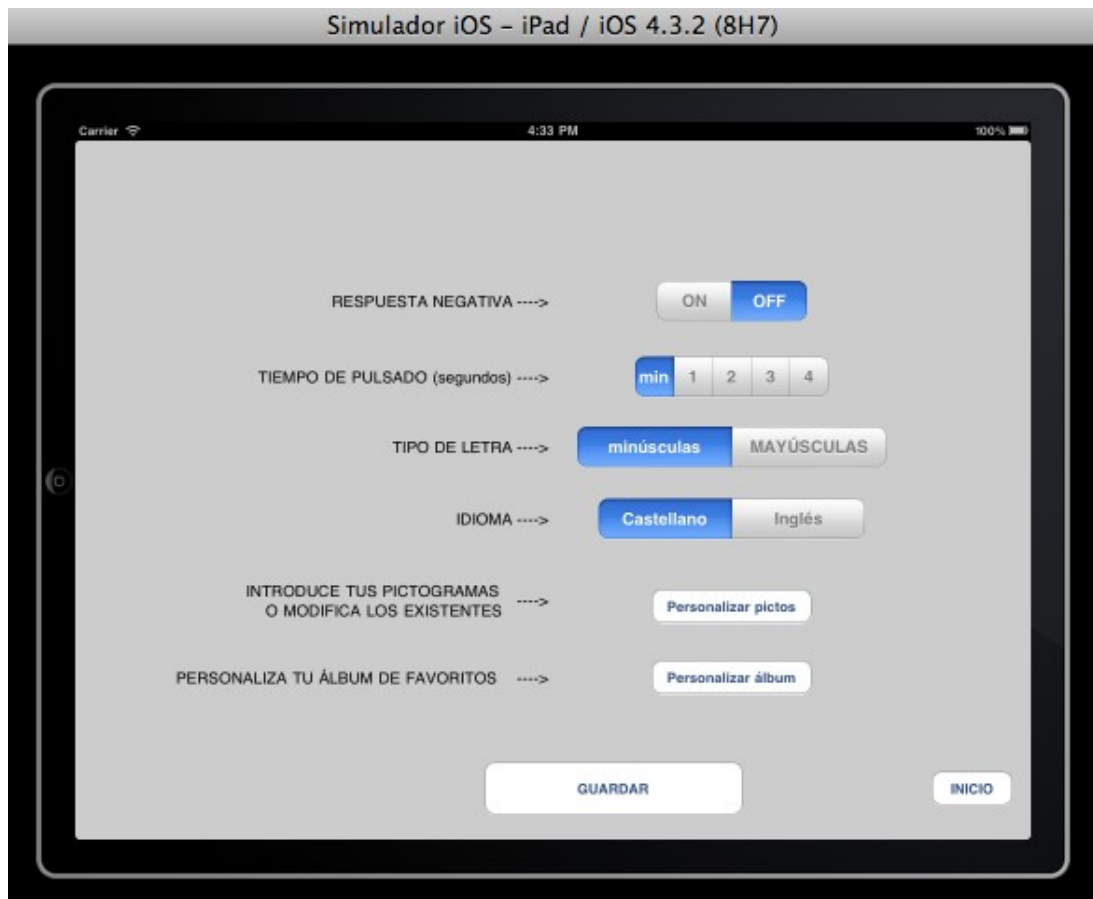 Simulador iOS – iPad / iOS 4.3.2 (8H7)
Carrier 4:33 PM 100%
RESPUESTA NEGATIVA ----> ON OFF
TIEMPO DE PULSADO (segundos) ----> min 1 2 3 4
TIPO DE LETRA ----> minúsculas MAYÚSCULAS
IDIOMA ----> Castellano Inglés
INTRODUCE TUS PICTOGRAMAS
O MODIFICA LOS EXISTENTES ----> Personalizar pictos
PERSONALIZA TU ÁLBUM DE FAVORITOS ----> Personalizar álbum
GUARDAR INICIO